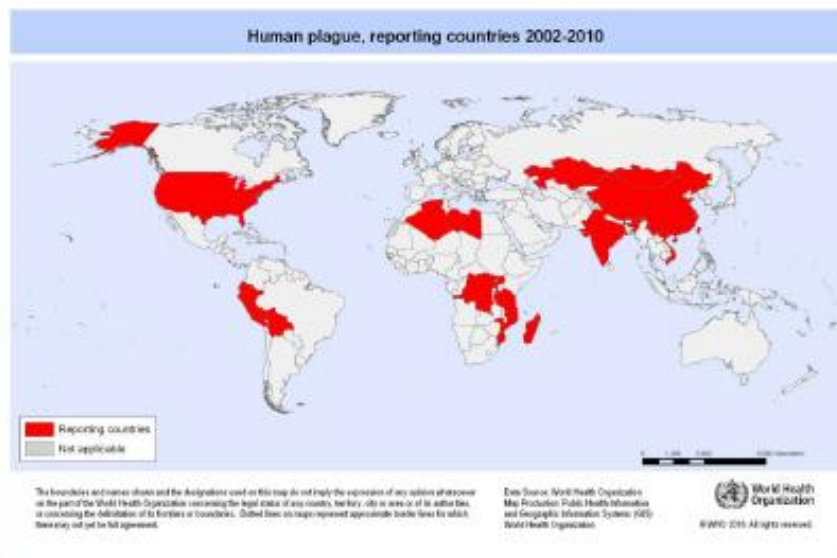 Human plague, reporting countries 2002-2010
Reporting countries
Not applicable
The boundaries and names shown and the designations used on this map do not imply the expression of any opinion whatsoever
on the part of the World Health Organization concerning the legal status of any country, territory, city or area or of its authorities,
or concerning the delimitation of its frontiers or boundaries. Dotted lines on maps represent approximate border lines for which
there may not yet be full agreement.
Data Source: World Health Organization
Map Production: Public Health Information
and Geographic Information Systems (GIS)
World Health Organization
World Health
Organization
All rights reserved.